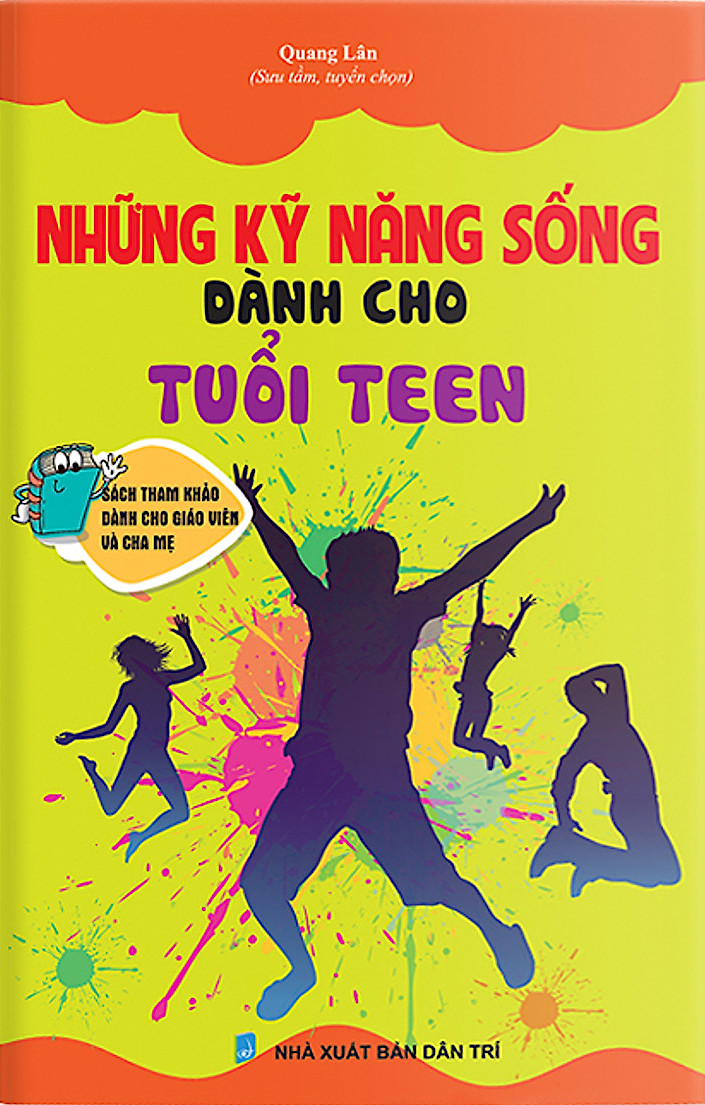 Quang Lân
(Sưu tầm, tuyển chọn)
NHỮNG KỸ NĂNG SỐNG
DÀNH CHO
TUỔI TEEN
SÁCH THAM KHẢO
DÀNH CHO GIÁO VIÊN
VÀ CHA MẸ
NHÀ XUẤT BẢN DÂN TRÍ